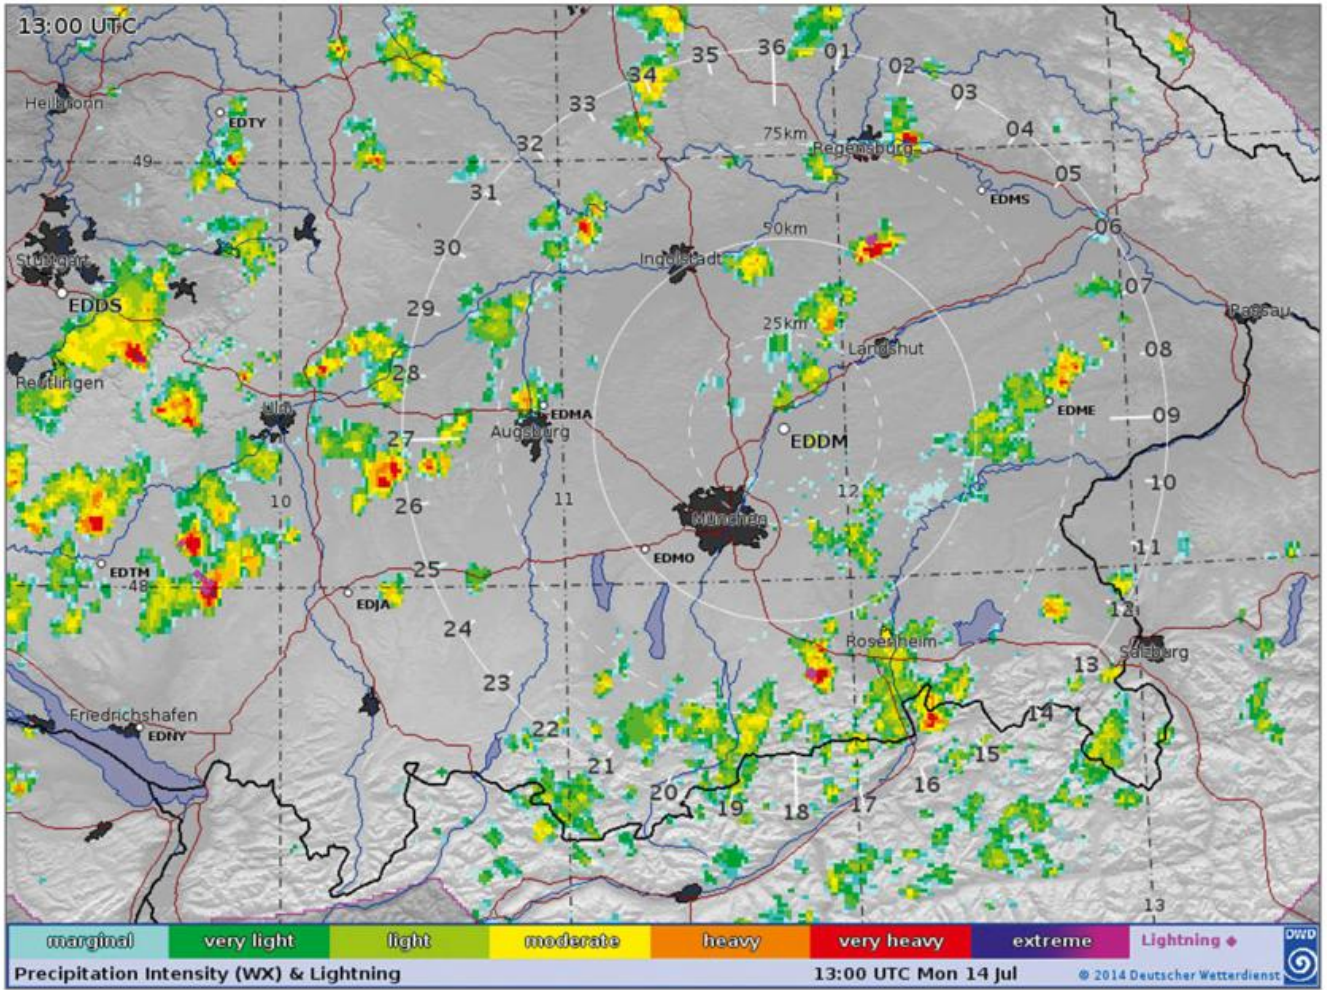 13:00 UTC
36
35
01
34
02
33
03
Heilbronn
EDTY
04
75km
32
Regensburg
49
05
31
EDMS
50km
06
30
Stuttgart
Ingolstadt
07
EDDS
29
25km
Passau
Landshut
08
28
Reutlingen
Ulm
EDMA
EDME
09
Augsburg
27
EDDM
10
12
10
11
26
München
11
EDMO
25
EDTM
48
EDJA
12
24
Rosenheim
Salzburg
13
23
Friedrichshafen
EDNY
22
14
21
15
20
19
18
17
16
13
marginal very light light moderate heavy very heavy extreme Lightning
DWD
Precipitation Intensity (WX) & Lightning 13:00 UTC Mon 14 Jul © 2014 Deutscher Wetterdienst